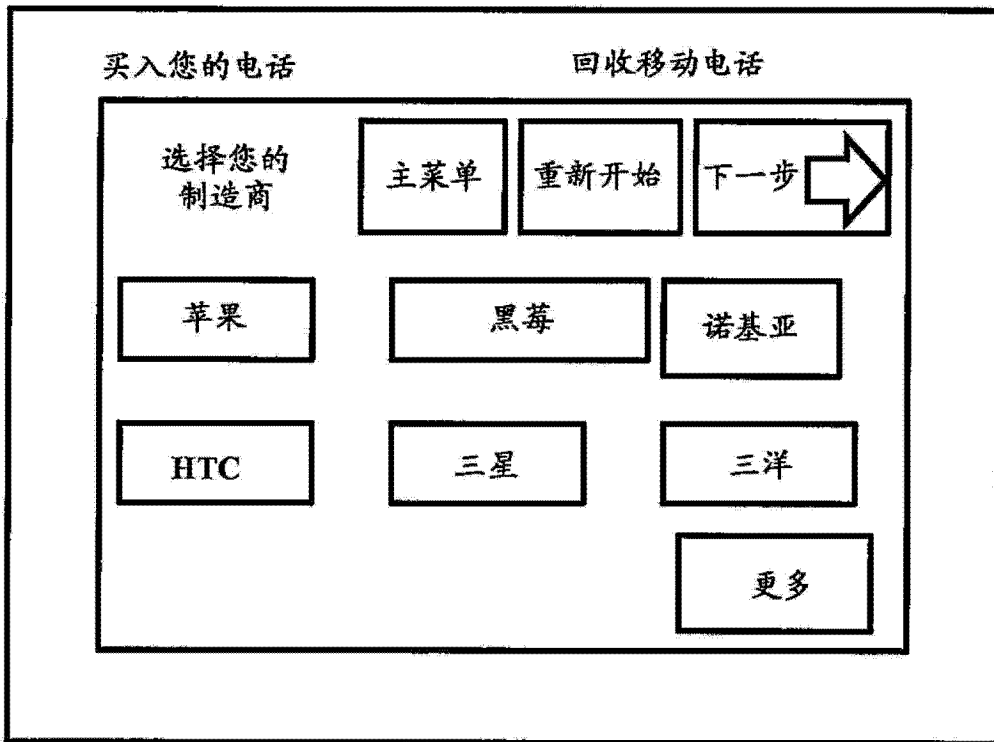 买入您的电话
回收移动电话
选择您的
制造商
主菜单
重新开始
下一步
苹果
黑莓
诺基亚
HTC
三星
三洋
更多